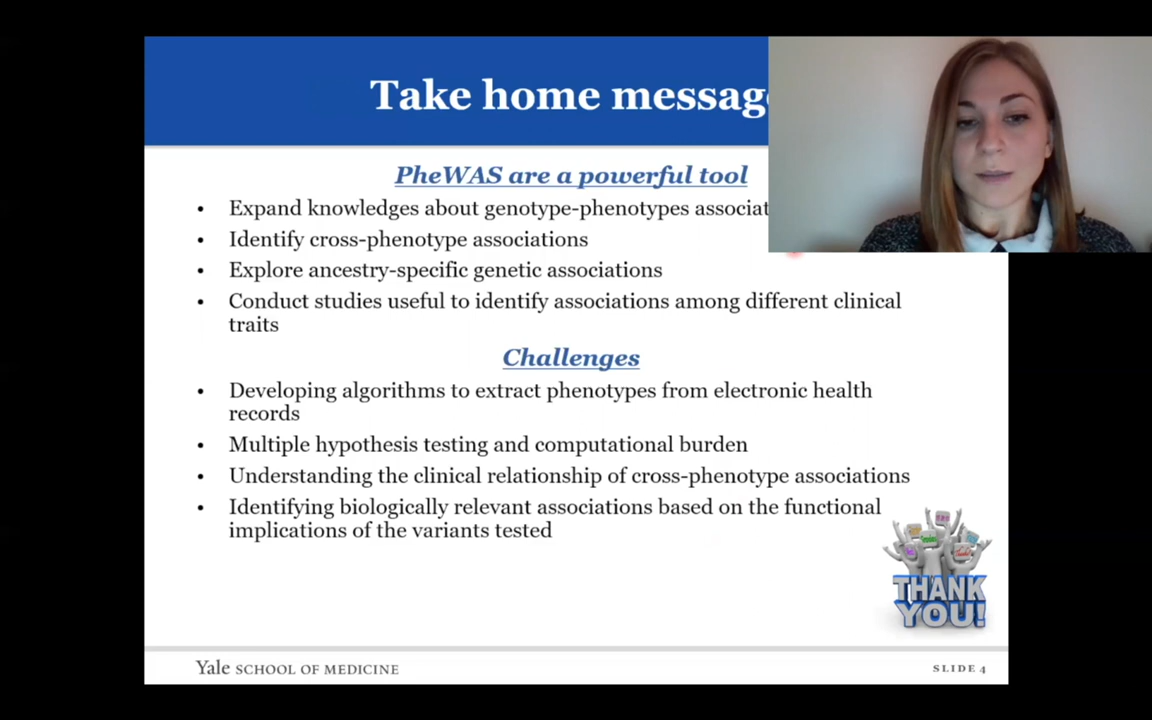 Take home messag
PheWAS are a powerful tool
• Expand knowledges about genotype-phenotypes associat
• Identify cross-phenotype associations
• Explore ancestry-specific genetic associations
• Conduct studies useful to identify associations among different clinical
traits
Challenges
• Developing algorithms to extract phenotypes from electronic health
records
• Multiple hypothesis testing and computational burden
• Understanding the clinical relationship of cross-phenotype associations
• Identifying biologically relevant associations based on the functional
implications of the variants tested
THANK
YOU!
Yale SCHOOL OF MEDICINE
SLIDE 4